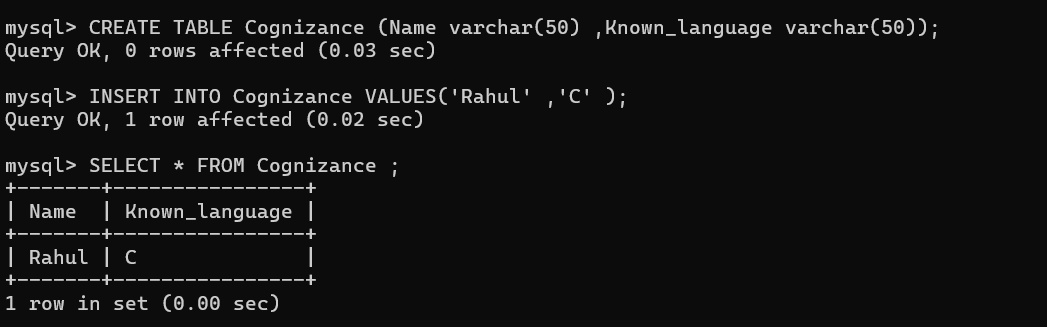 mysql> CREATE TABLE Cognizance (Name varchar(50) ,Known_language varchar(50));
Query OK, 0 rows affected (0.03 sec)
mysql> INSERT INTO Cognizance VALUES('Rahul' ,'C' );
Query OK, 1 row affected (0.02 sec)
mysql> SELECT * FROM Cognizance ;
+-------+----------------+
| Name  | Known_language |
+-------+----------------+
| Rahul | C              |
+-------+----------------+
1 row in set (0.00 sec)